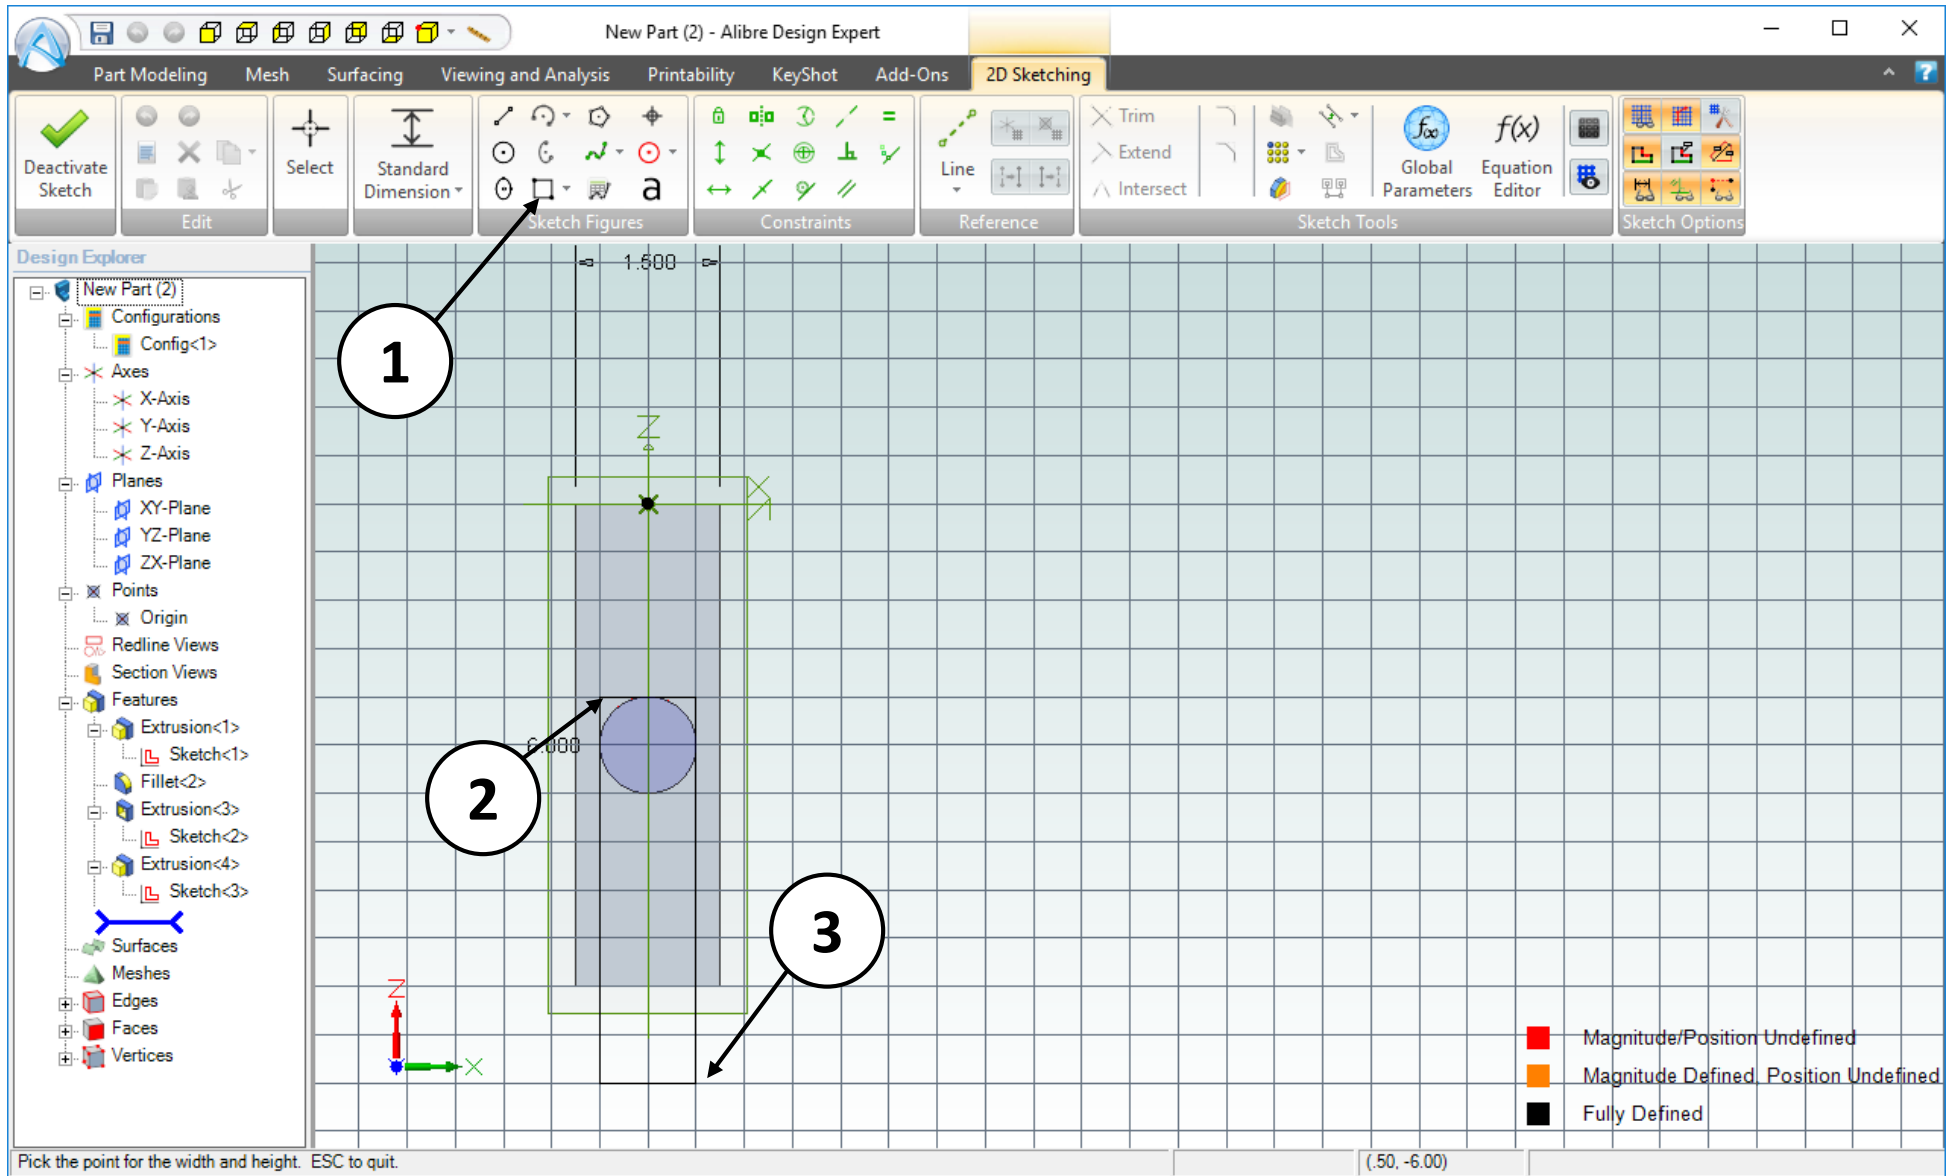 New Part (2) - Alibre Design Expert
Part Modeling Mesh Surfacing Viewing and Analysis Printability KeyShot Add-Ons 2D Sketching
Deactivate Sketch
Edit
Select
Standard Dimension
a
Sketch Figures
Constraints
Line
Reference
Trim
Extend
Intersect
f∞
Global Parameters
f(x)
Equation Editor
Sketch Tools
Sketch Options
Design Explorer
New Part (2)
Configurations
Config<1>
Axes
X-Axis
Y-Axis
Z-Axis
Planes
XY-Plane
YZ-Plane
ZX-Plane
Points
Origin
Redline Views
Section Views
Features
Extrusion<1>
Sketch<1>
Fillet<2>
Extrusion<3>
Sketch<2>
Extrusion<4>
Sketch<3>
Surfaces
Meshes
Edges
Faces
Vertices
1.500
1
Z
X
6.000
2
3
Z
X
Magnitude/Position Undefined
Magnitude Defined, Position Undefined
Fully Defined
Pick the point for the width and height. ESC to quit.
(.50, -6.00)